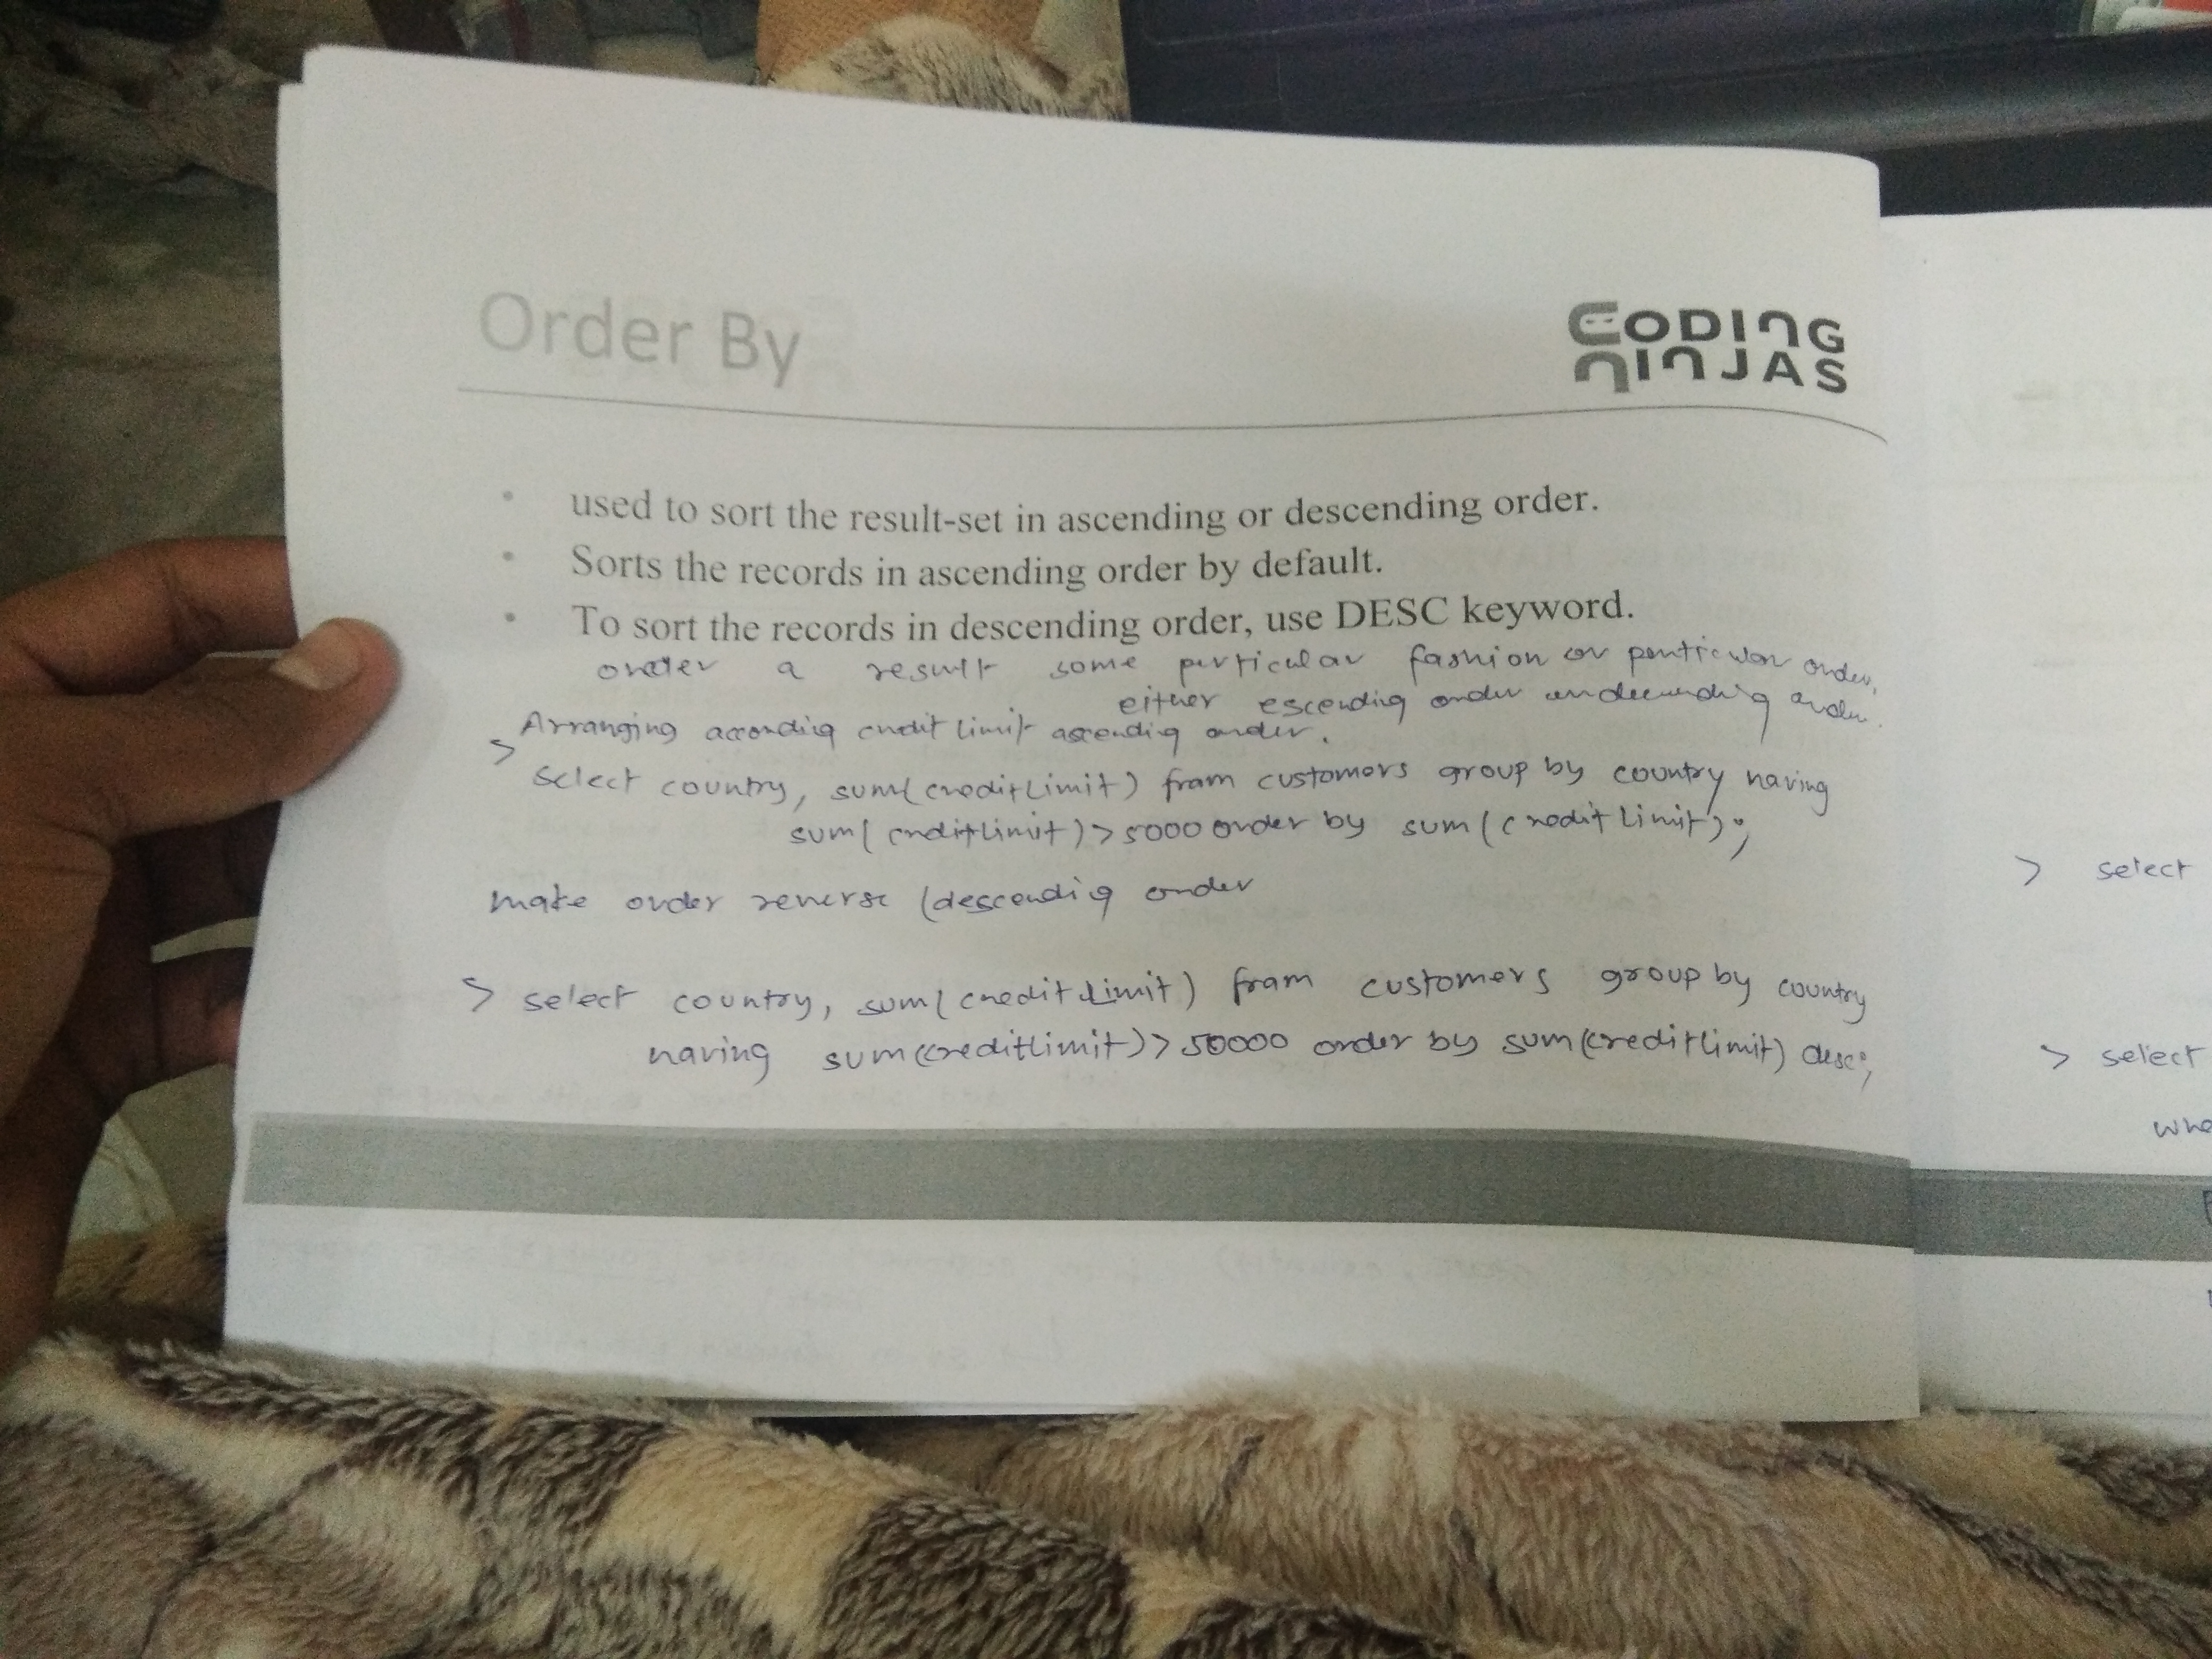 Order By
CODING
NINJAS
• used to sort the result-set in ascending or descending order.
• Sorts the records in ascending order by default.
• To sort the records in descending order, use DESC keyword.
order a result some perticular fashion or perticular order,
either escending order order.
Arranging according credit limit ascending order.
> select country, sum(creditLimit) from customers group by country having
sum(creditLimit)>5000 order by sum(creditLimit);
make order reverse (descendig order
> select country, sum(creditLimit) from customers group by country
having sum(creditLimit)>50000 order by sum(creditLimit) desc;
> select
> select
whe